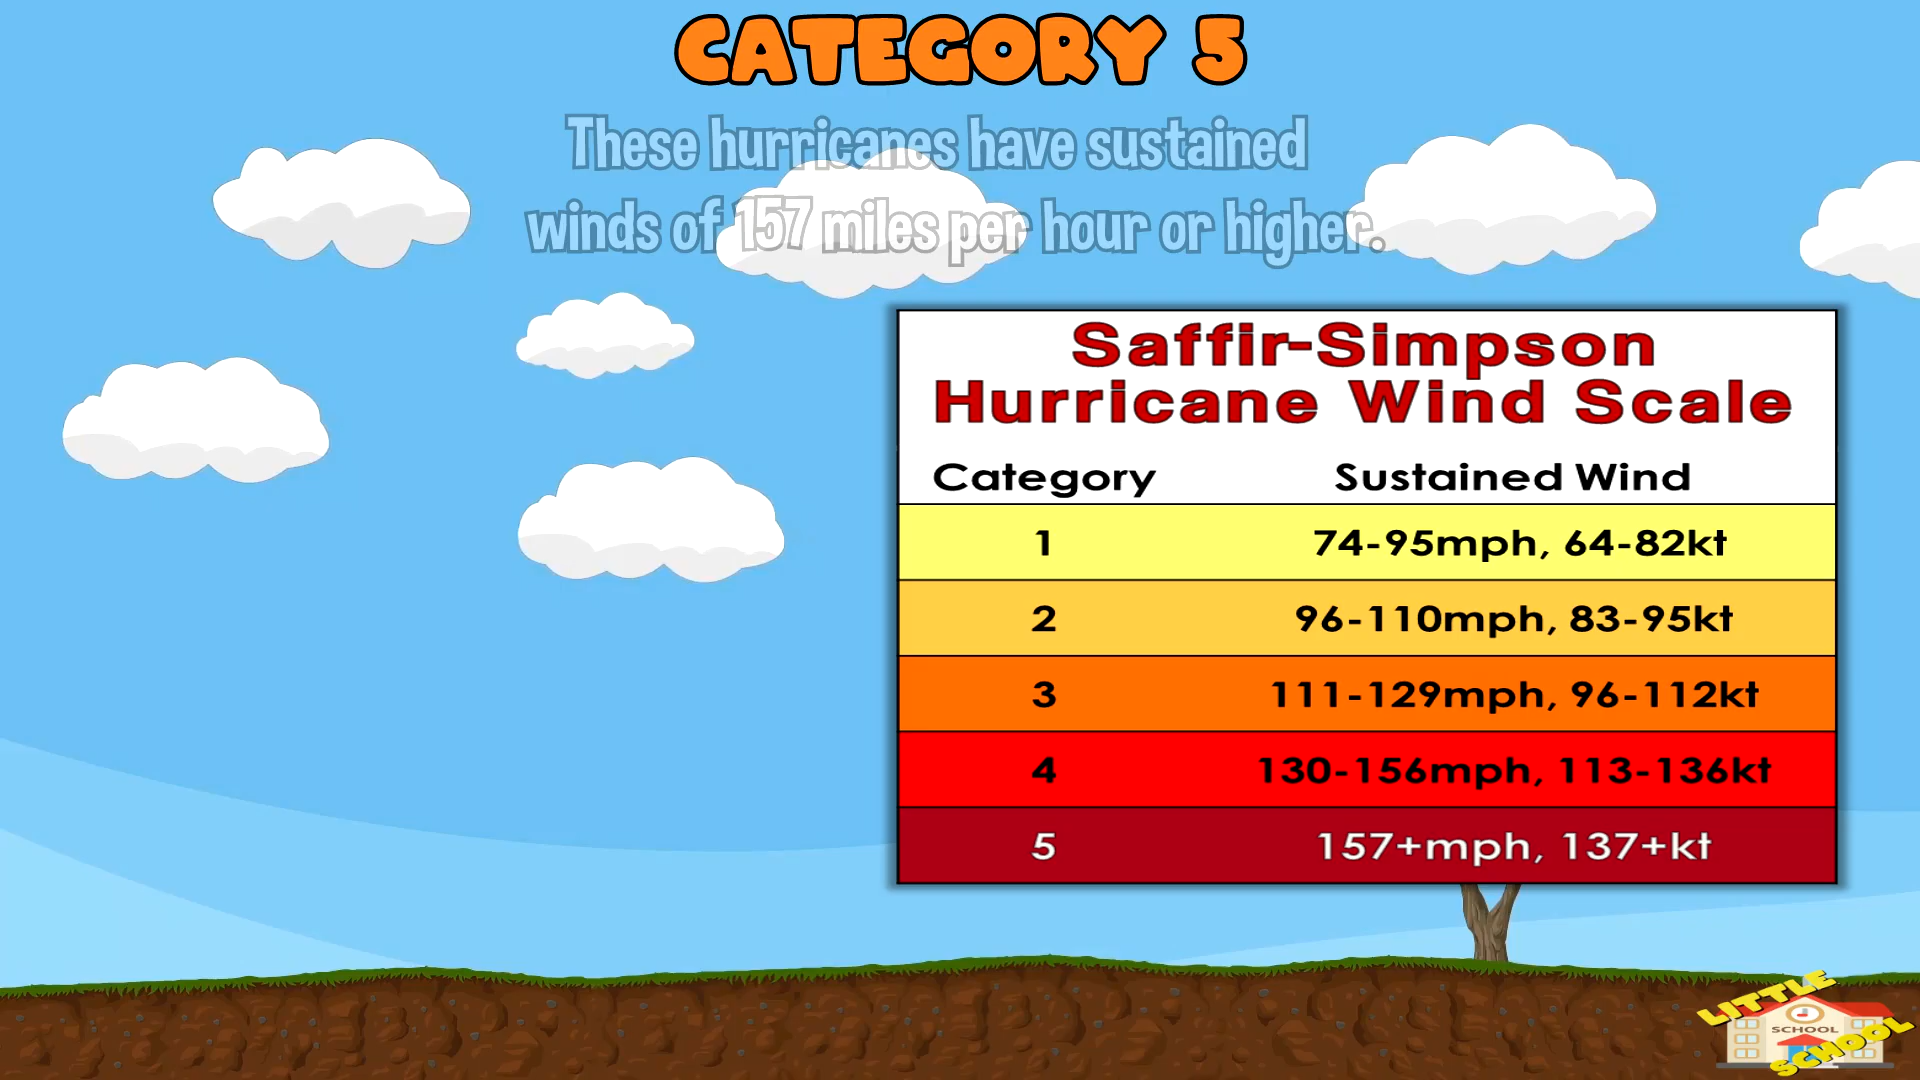 CATEGORY 5
These hurricanes have sustained
winds of 157 miles per hour or higher.
Saffir-Simpson
Hurricane Wind Scale
Category Sustained Wind
1 74-95mph, 64-82kt
2 96-110mph, 83-95kt
3 111-129mph, 96-112kt
4 130-156mph, 113-136kt
5 157+mph, 137+kt
LITTLE
SCHOOL
SCHOOL